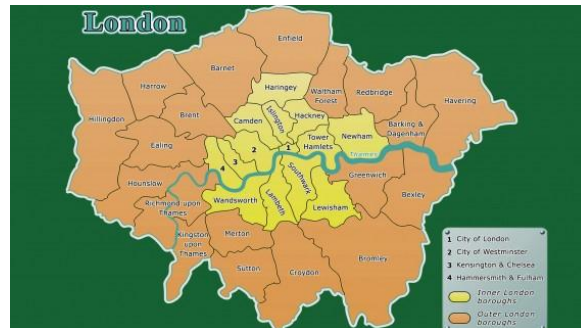 London
Enfield
Barnet
Harrow
Haringey
Waltham
Forest
Redbridge
Havering
Hillingdon
Brent
Camden
Islington
Hackney
Barking &
Dagenham
Ealing
Tower
Hamlets
Newham
1
2
3
4
Thames
Hounslow
Southwark
Greenwich
Bexley
Richmond upon
Thames
Wandsworth
Lambeth
Lewisham
Kingston
upon
Thames
Merton
Sutton
Croydon
Bromley
1 City of London
2 City of Westminster
3 Kensington & Chelsea
4 Hammersmith & Fulham
Inner London
boroughs
Outer London
boroughs